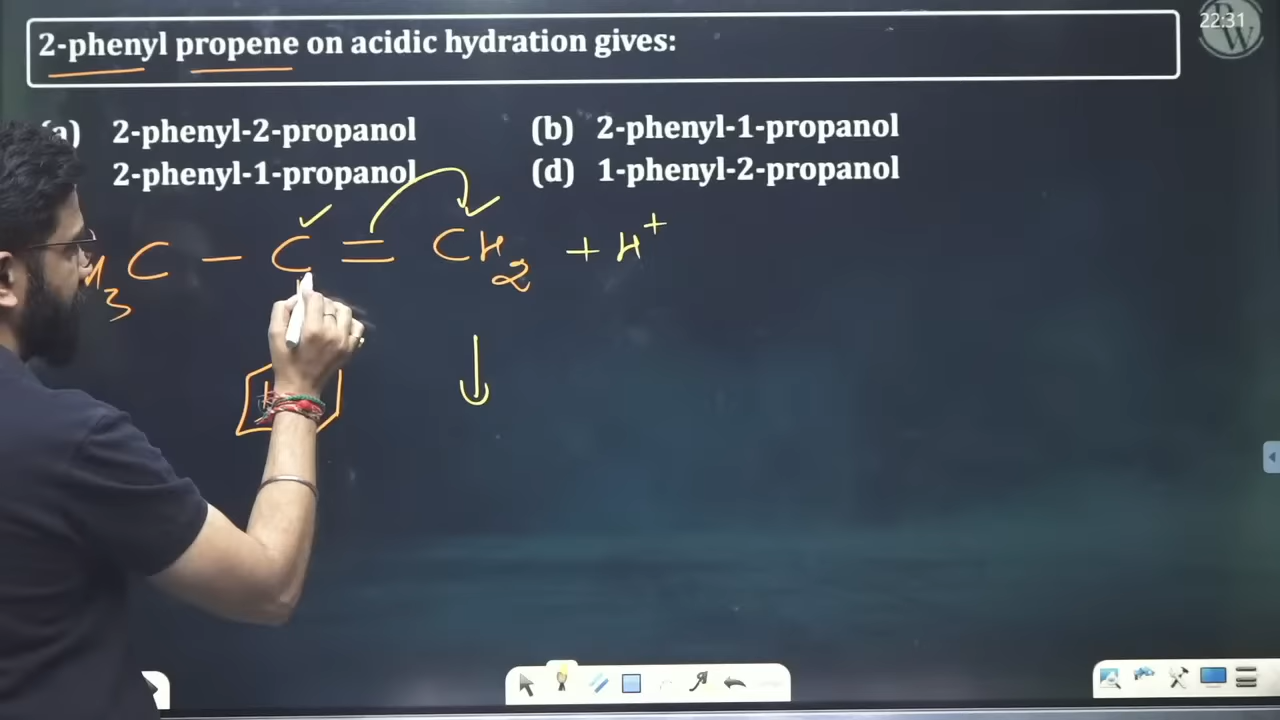 22:31
2-phenyl propene on acidic hydration gives:
(a) 2-phenyl-2-propanol (b) 2-phenyl-1-propanol
2-phenyl-1-propanol (d) 1-phenyl-2-propanol
H3C - C = CH2 + H+